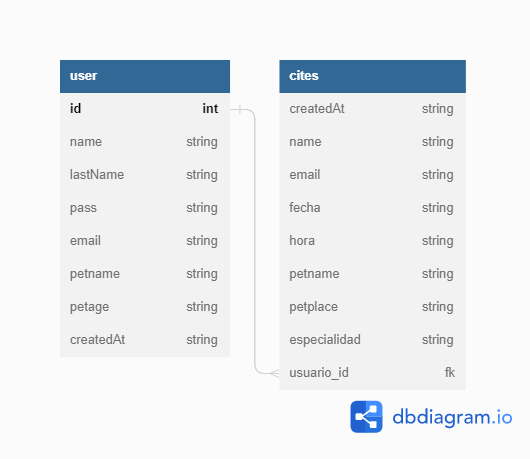 user
id int
name string
lastName string
pass string
email string
petname string
petage string
createdAt string
cites
createdAt string
name string
email string
fecha string
hora string
petname string
petplace string
especialidad string
usuario_id fk
dbdiagram.io